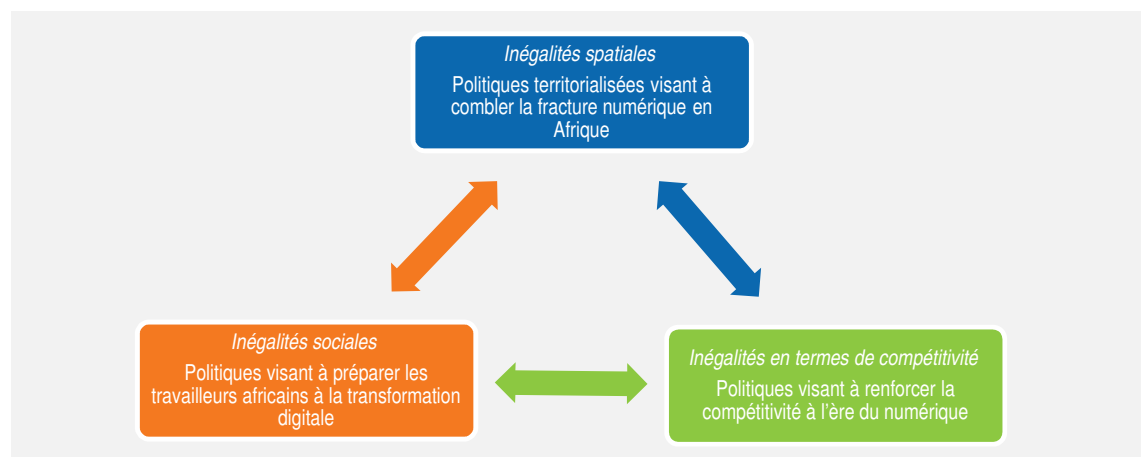 Inégalités spatiales
Politiques territorialisées visant à
combler la fracture numérique en
Afrique
Inégalités sociales
Politiques visant à préparer les
travailleurs africains à la transformation
digitale
Inégalités en termes de compétitivité
Politiques visant à renforcer la
compétitivité à l'ère du numérique